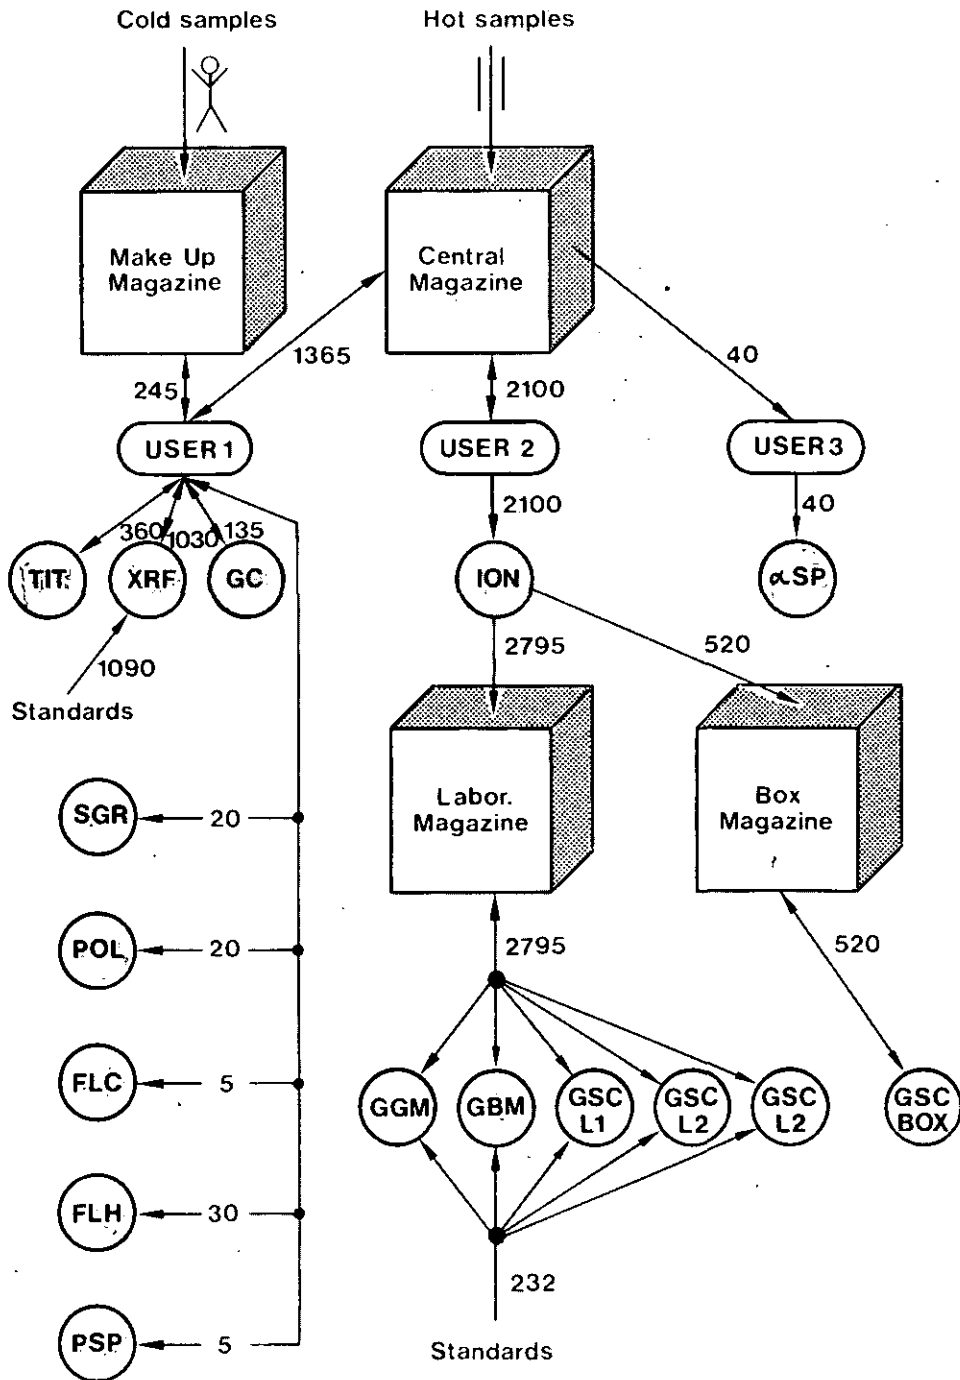 Cold samples
Hot samples
Make Up
Magazine
Central
Magazine
1365
40
245
2100
USER 1
USER 2
USER 3
360
1030
135
2100
40
TIT
XRF
GC
ION
αSP
1090
Standards
2795
520
Labor.
Magazine
Box
Magazine
SGR
20
POL
20
FLC
5
FLH
30
PSP
5
2795
520
GGM
GBM
GSC
L1
GSC
L2
GSC
L2
GSC
BOX
232
Standards